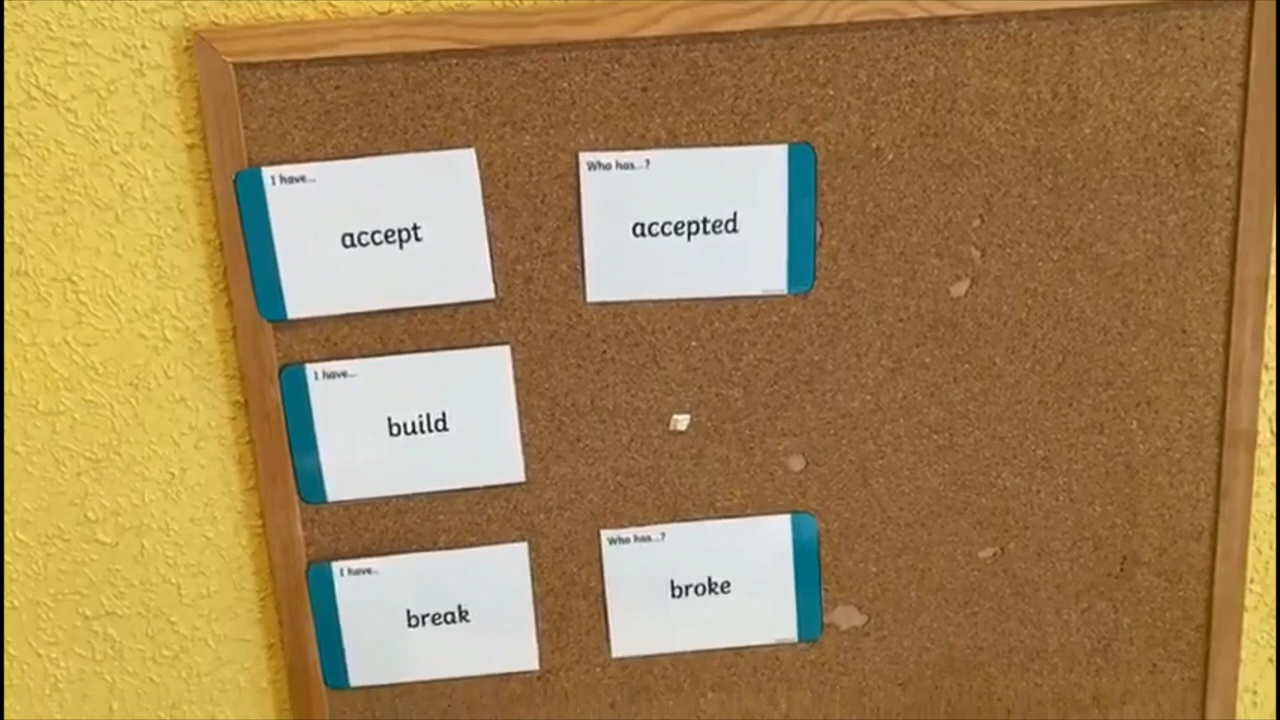 I have...
accept
Who has...?
accepted
I have...
build
I have...
break
Who has...?
broke